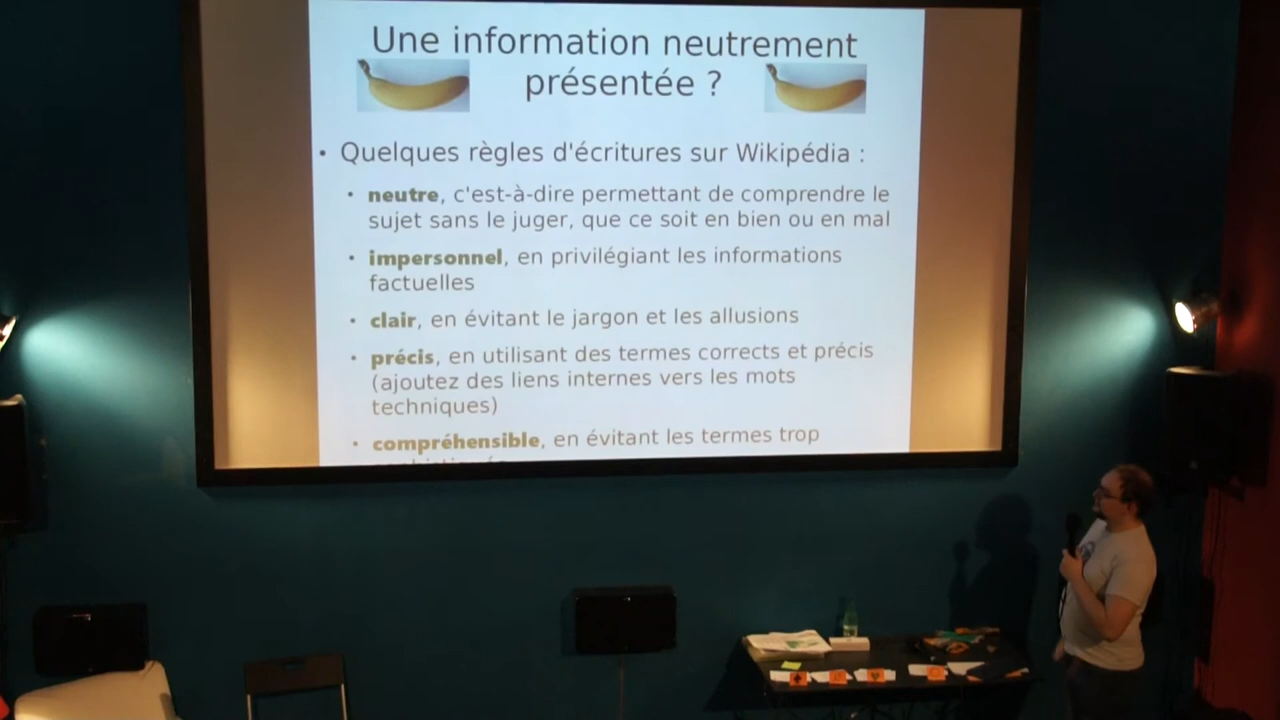 Une information neutrement
présentée ?
• Quelques règles d'écritures sur Wikipédia :
• neutre, c'est-à-dire permettant de comprendre le
sujet sans le juger, que ce soit en bien ou en mal
• impersonnel, en privilégiant les informations
factuelles
• clair, en évitant le jargon et les allusions
• précis, en utilisant des termes corrects et précis
(ajoutez des liens internes vers les mots
techniques)
• compréhensible, en évitant les termes trop